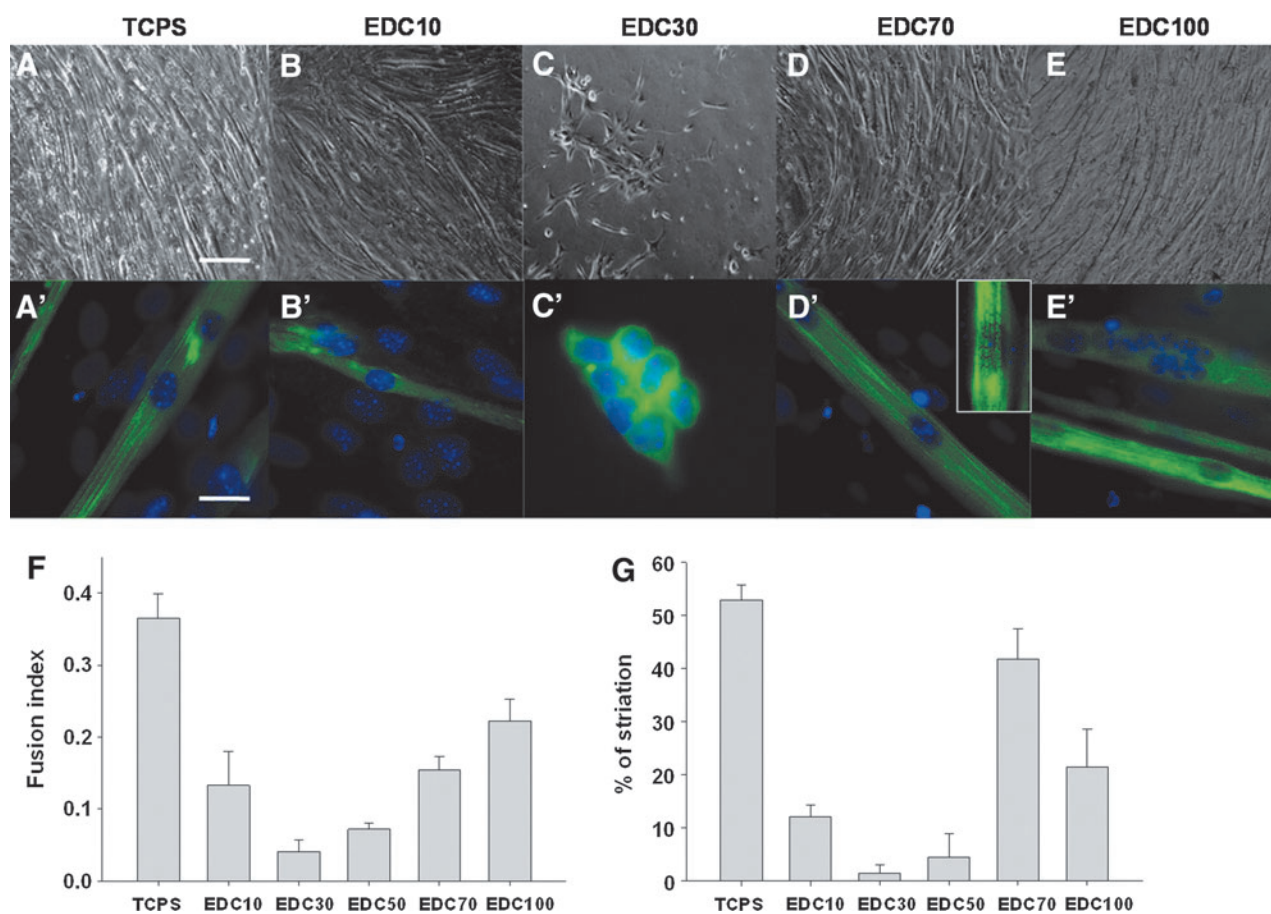 TCPS EDC10 EDC30 EDC70 EDC100
A B C D E
A' B' C' D' E'
F
Fusion index
0.4
0.3
0.2
0.1
0.0
TCPS EDC10 EDC30 EDC50 EDC70 EDC100
G
% of striation
60
50
40
30
20
10
0
TCPS EDC10 EDC30 EDC50 EDC70 EDC100